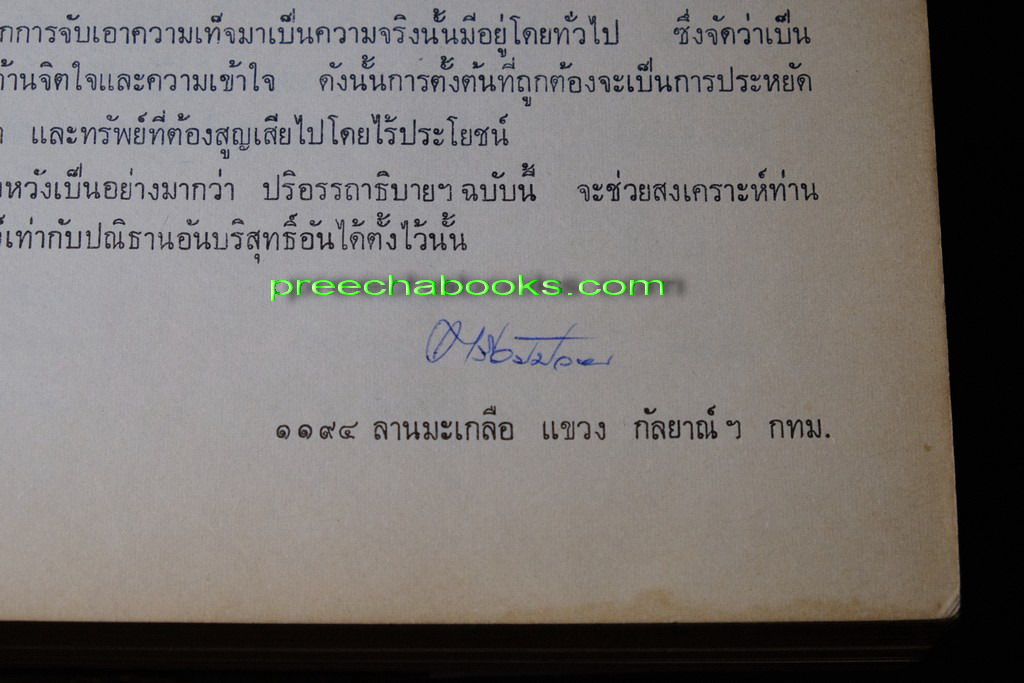 กการจับเอาความเท็จมาเป็นความจริงนั้นมีอยู่โดยทั่วไป ซึ่งจัดว่าเป็น
ด้านจิตใจและความเข้าใจ ดังนั้นการตั้งต้นที่ถูกต้องจะเป็นการประหยัด
และทรัพย์ที่ต้องสูญเสียไปโดยไร้ประโยชน์
หวังเป็นอย่างมากว่า ปริอรรถาธิบายฯ ฉบับนี้ จะช่วยสงเคราะห์ท่าน
เท่ากับปณิธานอันบริสุทธิ์อันได้ตั้งไว้นั้น
preechabooks.com
๑๑๙๔ ลานมะเกลือ แขวง กัลยาณ์ฯ กทม.